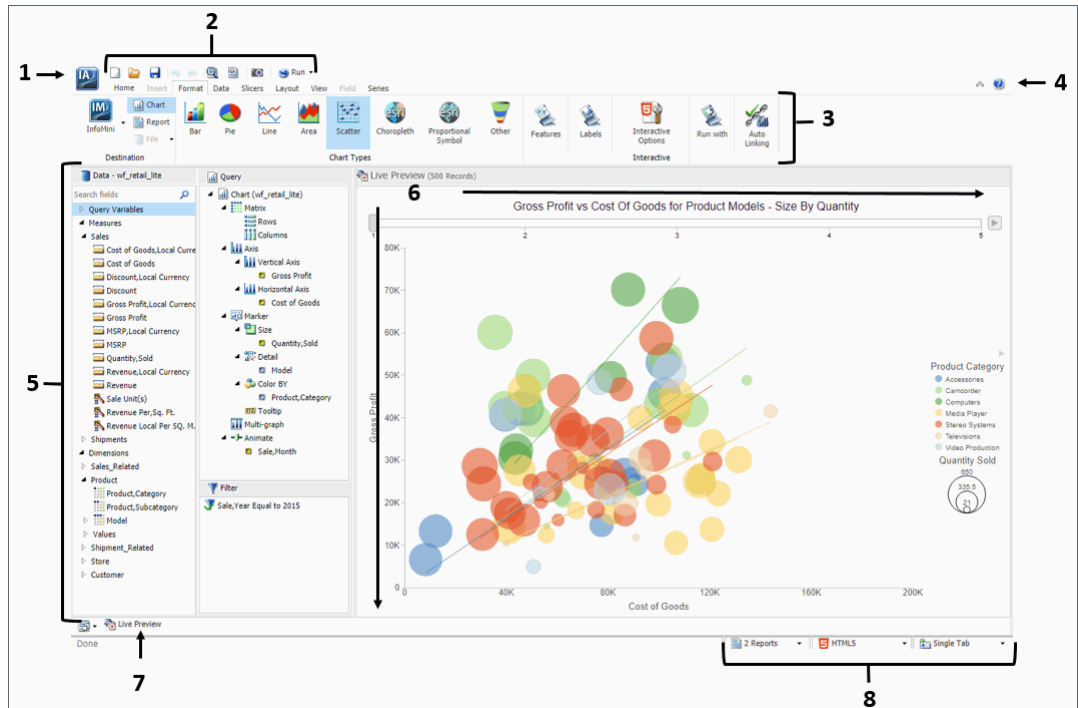 2
1
IA
Run
4
Home Insert Format Data Slicers Layout View Field Series
3
IM
InfoMini
Chart
Report
File
Bar
Pie
Line
Area
Scatter
Choropleth
Proportional
Symbol
Other
Features
Labels
Interactive
Options
Run with
Auto
Linking
Destination
Chart Types
Interactive
5
Data - wf_retail_lite
Search fields
Query Variables
Measures
Sales
Cost of Goods,Local Curre
Cost of Goods
Discount,Local Currency
Discount
Gross Profit,Local Currenc
Gross Profit
MSRP,Local Currency
MSRP
Quantity,Sold
Revenue,Local Currency
Revenue
Sale Unit(s)
Revenue Per,Sq. Ft.
Revenue Local Per SQ. M.
Shipments
Dimensions
Sales_Related
Product
Product,Category
Product,Subcategory
Model
Values
Shipment_Related
Store
Customer
Query
Chart (wf_retail_lite)
Matrix
Rows
Columns
Axis
Vertical Axis
Gross Profit
Horizontal Axis
Cost of Goods
Marker
Size
Quantity,Sold
Detail
Model
Color BY
Product,Category
Tooltip
Multi-graph
Animate
Sale,Month
Filter
Sale,Year Equal to 2015
Live Preview (500 Records)
6
Gross Profit vs Cost Of Goods for Product Models - Size By Quantity
1 2 3 4 5
80K
70K
60K
50K
40K
30K
20K
10K
0
Gross Profit
0 40K 80K 120K 160K 200K
Cost of Goods
Product Category
Accessories
Camcorder
Computers
Media Player
Stereo Systems
Televisions
Video Production
Quantity Sold
650
335.5
21
Live Preview
Done
2 Reports
HTML5
Single Tab
7
8